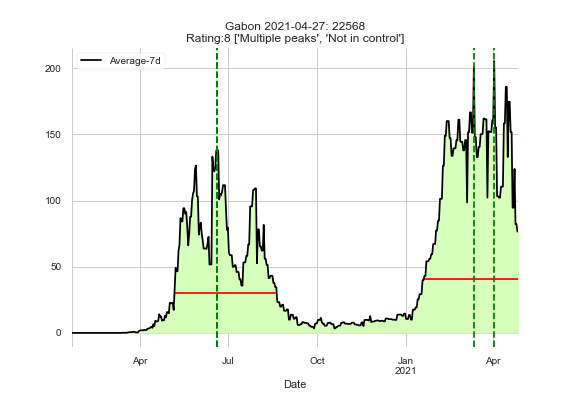 Gabon 2021-04-27: 22568
Rating:8 ['Multiple peaks', 'Not in control']
Average-7d
200
150
100
50
0
Apr
Jul
Oct
Jan
2021
Apr
Date